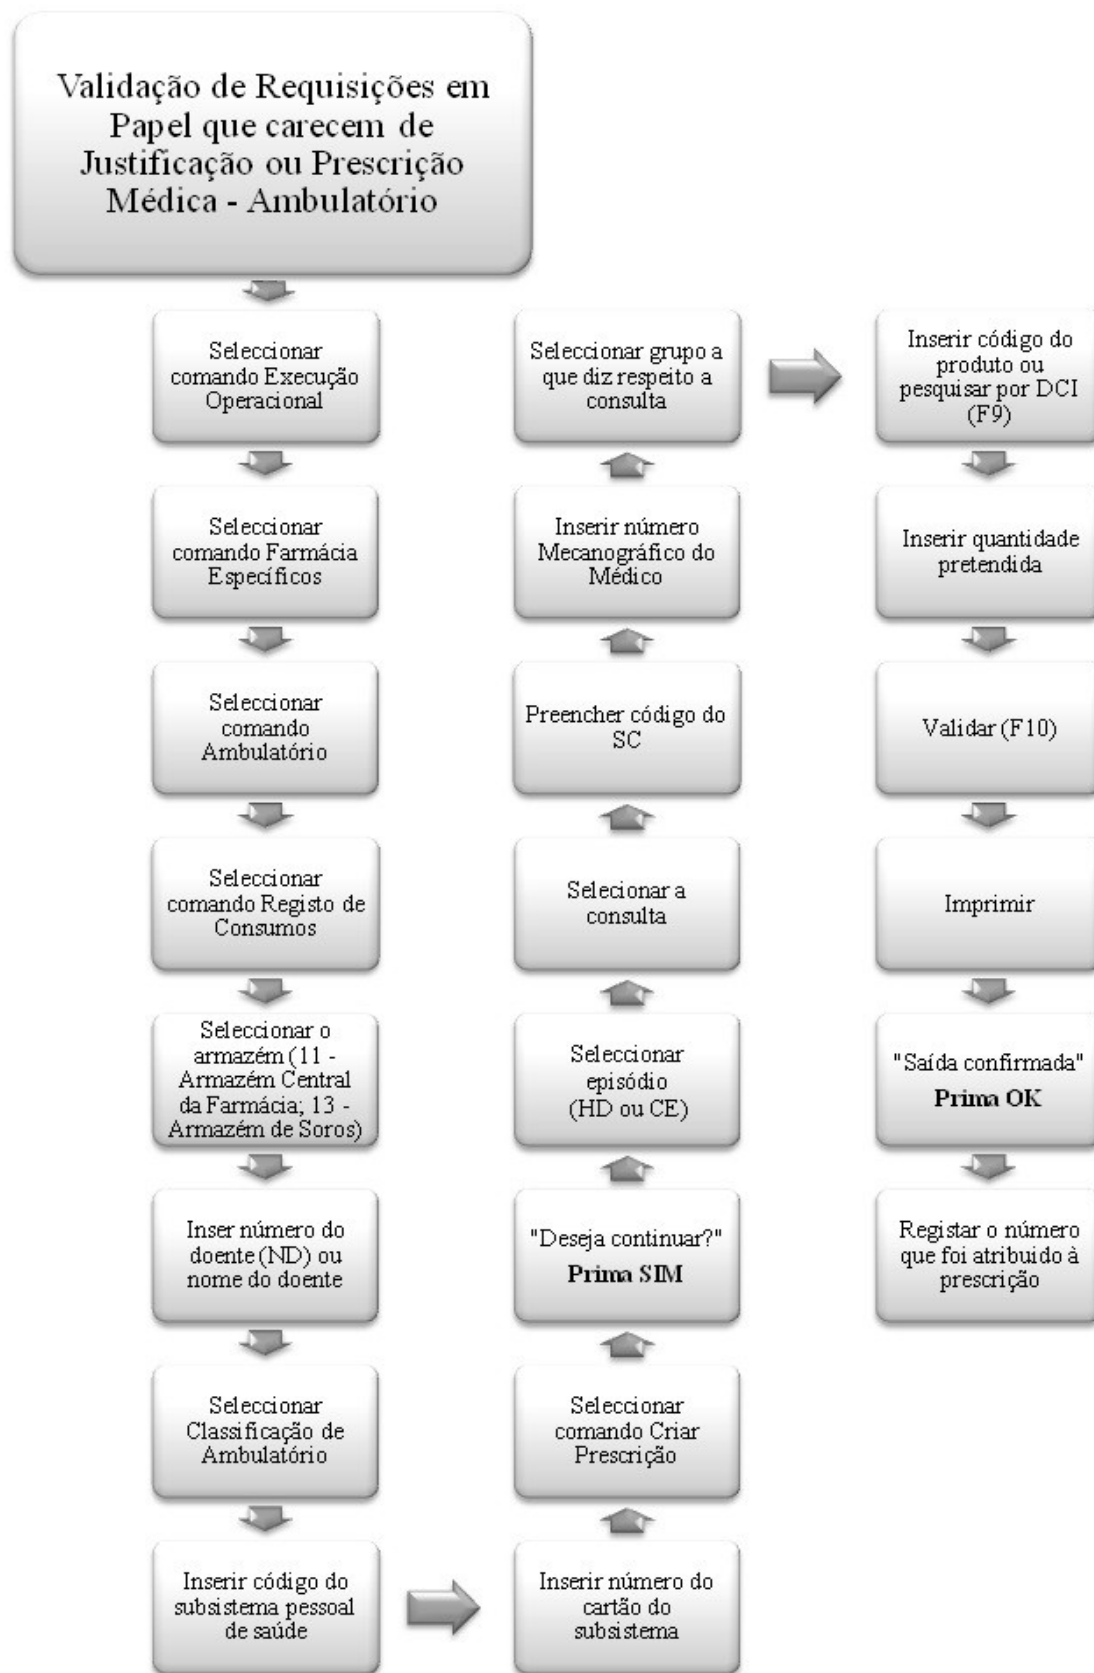 Validação de Requisições em
Papel que carecem de
Justificação ou Prescrição
Médica - Ambulatório
Seleccionar
comando Execução
Operacional
Seleccionar
comando Farmácia
Específicos
Seleccionar
comando
Ambulatório
Seleccionar
comando Registo de
Consumos
Seleccionar o
armazém (11 -
Armazém Central
da Farmácia; 13 -
Armazém de Soros)
Inser número do
doente (ND) ou
nome do doente
Seleccionar
Classificação de
Ambulatório
Inserir código do
subsistema pessoal
de saúde
Inserir número do
cartão do
subsistema
Seleccionar
comando Criar
Prescrição
"Deseja continuar?"
Prima SIM
Seleccionar
episódio
(HD ou CE)
Selecionar a
consulta
Preencher código do
SC
Inserir número
Mecanográfico do
Médico
Seleccionar grupo a
que diz respeito a
consulta
Inserir código do
produto ou
pesquisar por DCI
(F9)
Inserir quantidade
pretendida
Validar (F10)
Imprimir
"Saída confirmada"
Prima OK
Registar o número
que foi atribuido à
prescrição